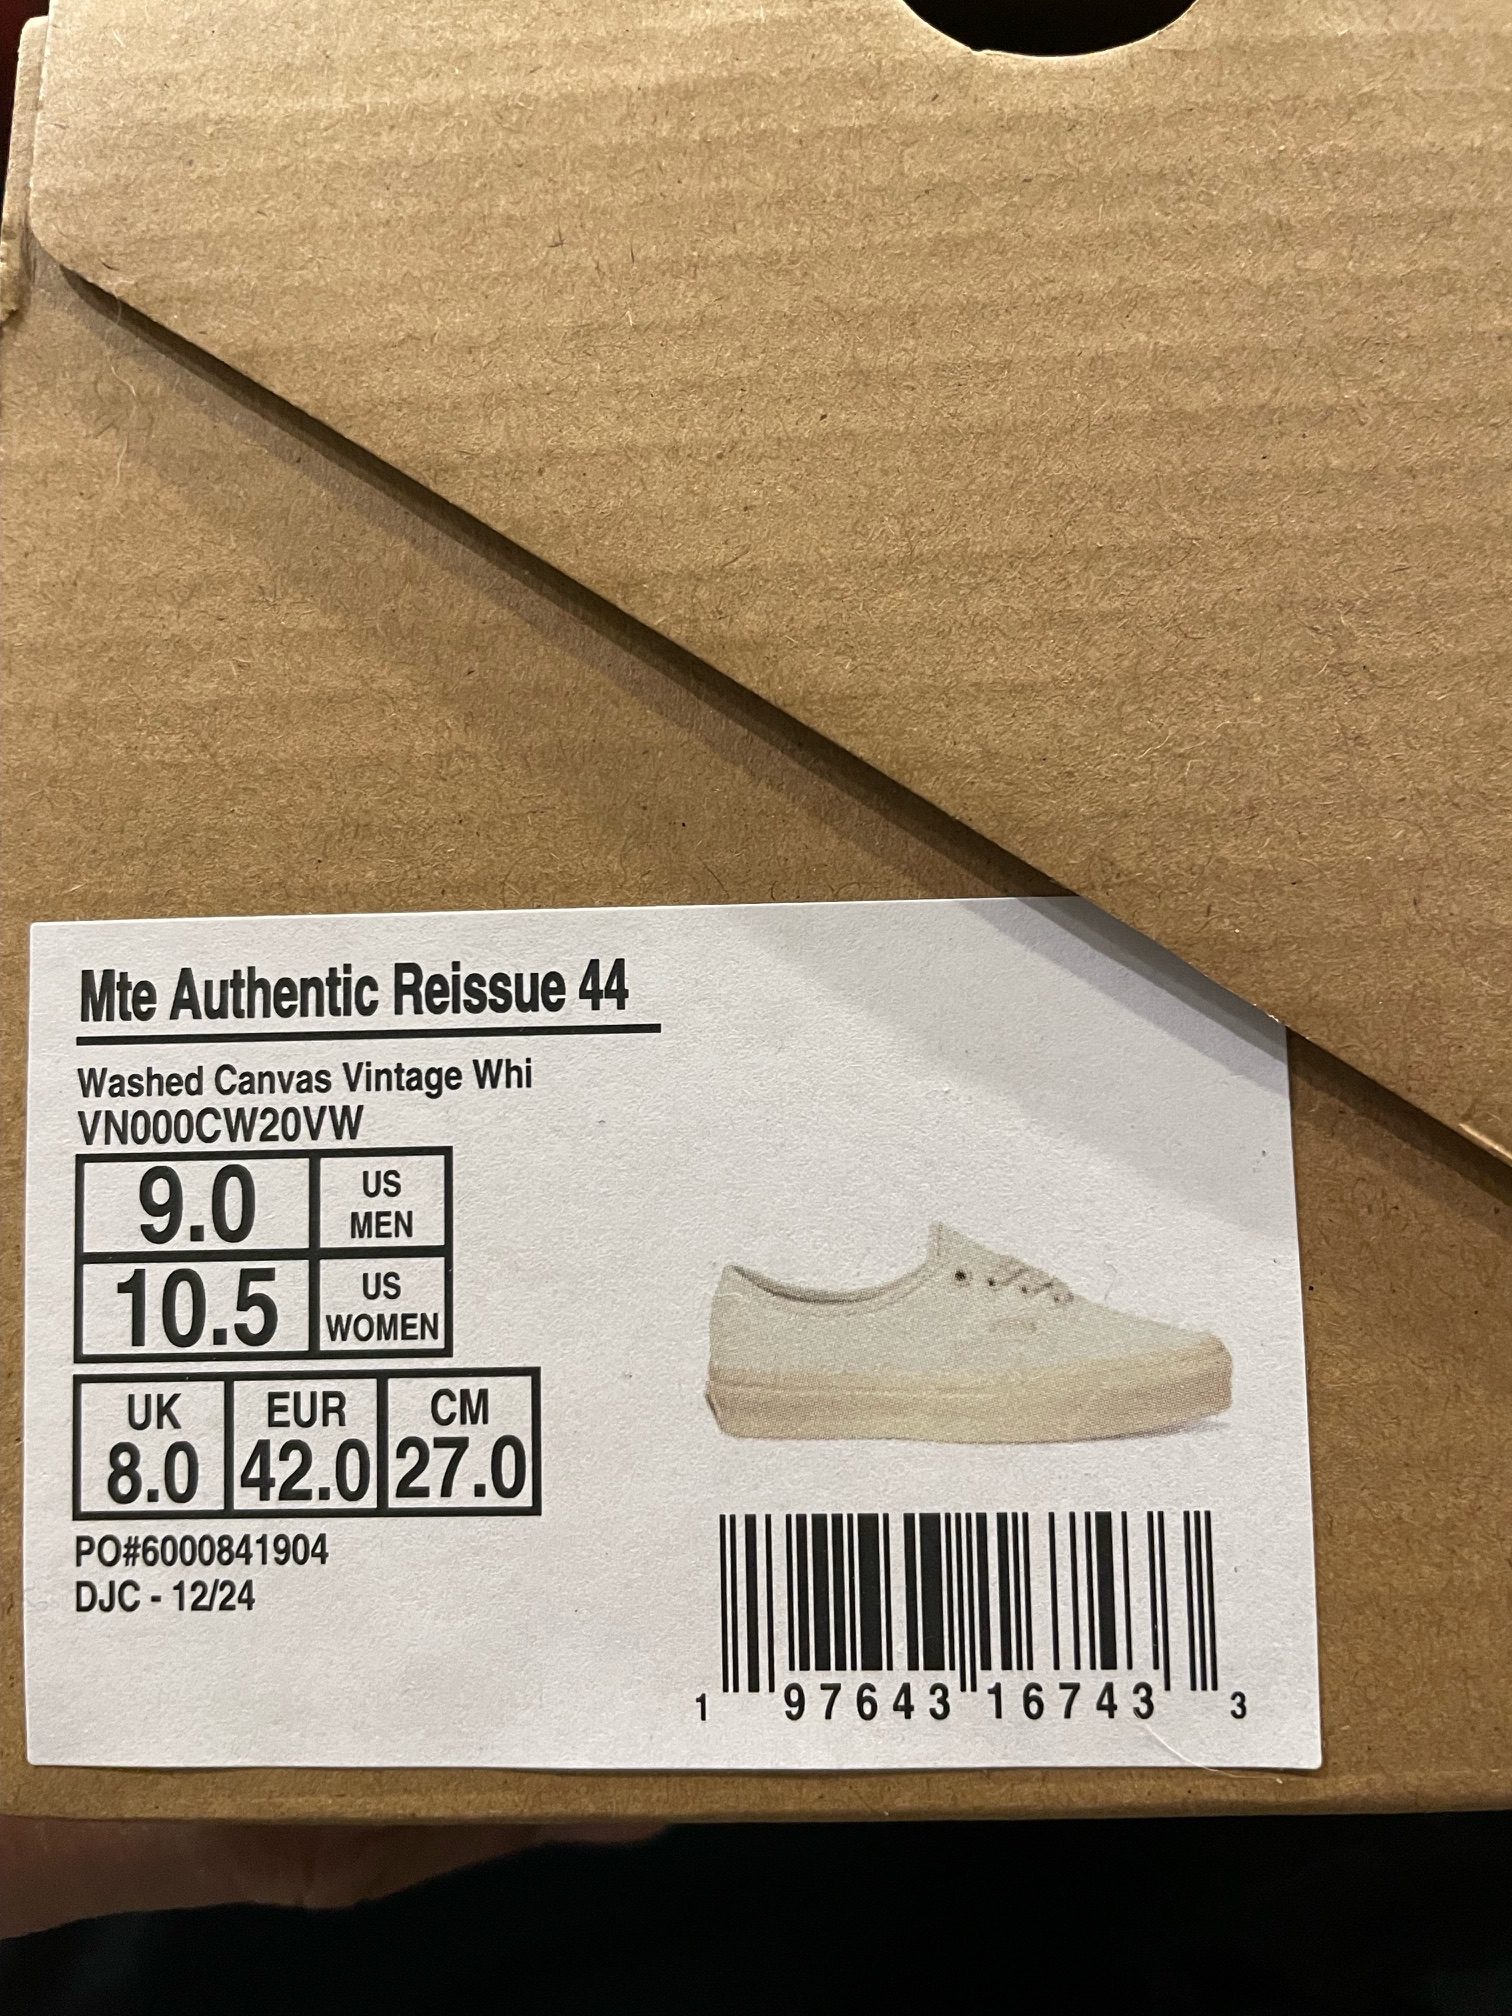 Mte Authentic Reissue 44
Washed Canvas Vintage Whi
VN000CW20VW
9.0 US MEN
10.5 US WOMEN
UK EUR CM
8.0 42.0 27.0
PO#6000841904
DJC - 12/24
1 97643 16743 3